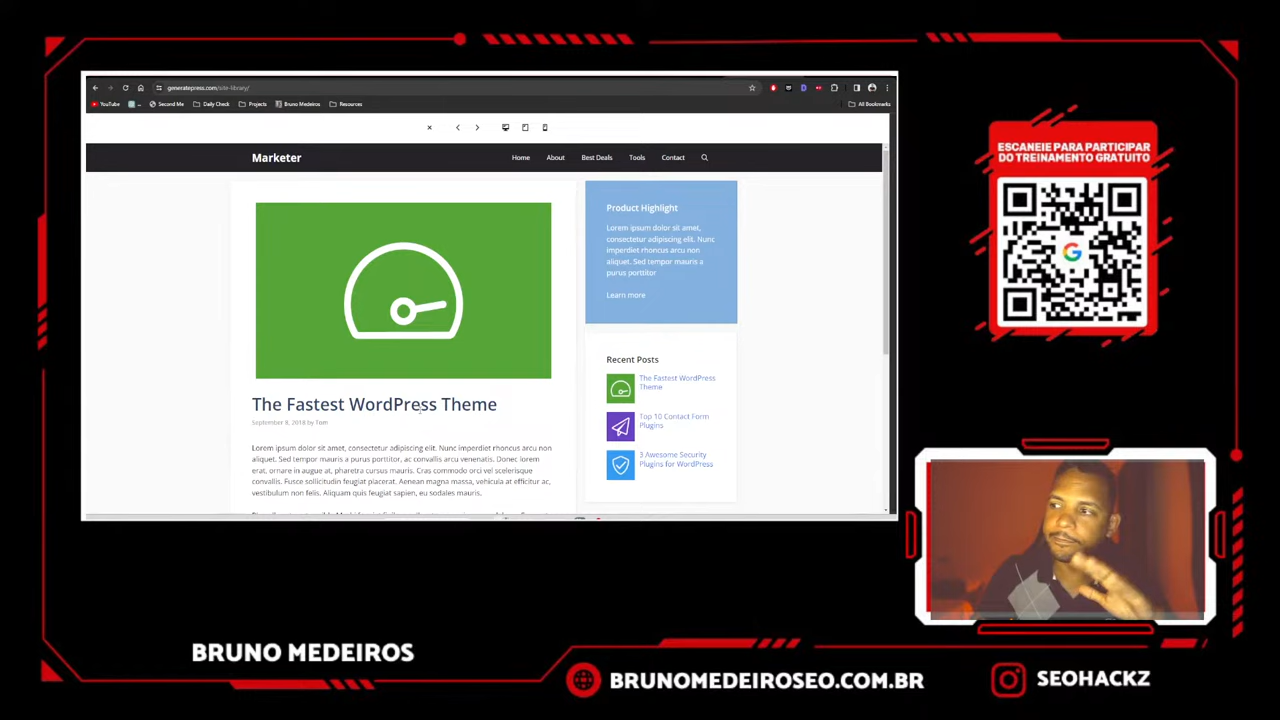 generatepress.com/site-library/
YouTube
Second Me
Daily Check
Projects
Bruno Medeiros
Resources
All Bookmarks
Marketer
Home
About
Best Deals
Tools
Contact
The Fastest WordPress Theme
September 8, 2018 by Tom
Lorem ipsum dolor sit amet, consectetur adipiscing elit. Nunc imperdiet rhoncus arcu non
aliquet. Sed tempor mauris a purus porttitor, ac convallis arcu venenatis. Donec libero
erat, ornare in augue at, pharetra cursus mauris. Cras commodo orci vel scelerisque
convallis. Fusce sollicitudin feugiat placerat. Aenean magna massa, vehicula at efficitur ac,
vestibulum non felis. Aliquam quis feugiat sapien, eu sodales mauris.
Product Highlight
Lorem ipsum dolor sit amet,
consectetur adipiscing elit. Nunc
imperdiet rhoncus arcu non
aliquet. Sed tempor mauris a
purus porttitor
Learn more
Recent Posts
The Fastest WordPress
Theme
Top 10 Contact Form
Plugins
3 Awesome Security
Plugins for WordPress
ESCANEIE PARA PARTICIPAR
DO TREINAMENTO GRATUITO
BRUNO MEDEIROS
BRUNOMEDEIROSEO.COM.BR
SEOHACKZ